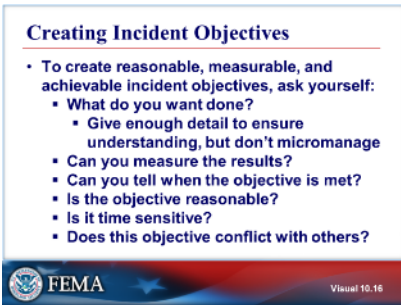 Creating Incident Objectives
• To create reasonable, measurable, and
achievable incident objectives, ask yourself:
▪ What do you want done?
▪ Give enough detail to ensure
understanding, but don't micromanage
▪ Can you measure the results?
▪ Can you tell when the objective is met?
▪ Is the objective reasonable?
▪ Is it time sensitive?
▪ Does this objective conflict with others?
FEMA
Visual 10.16